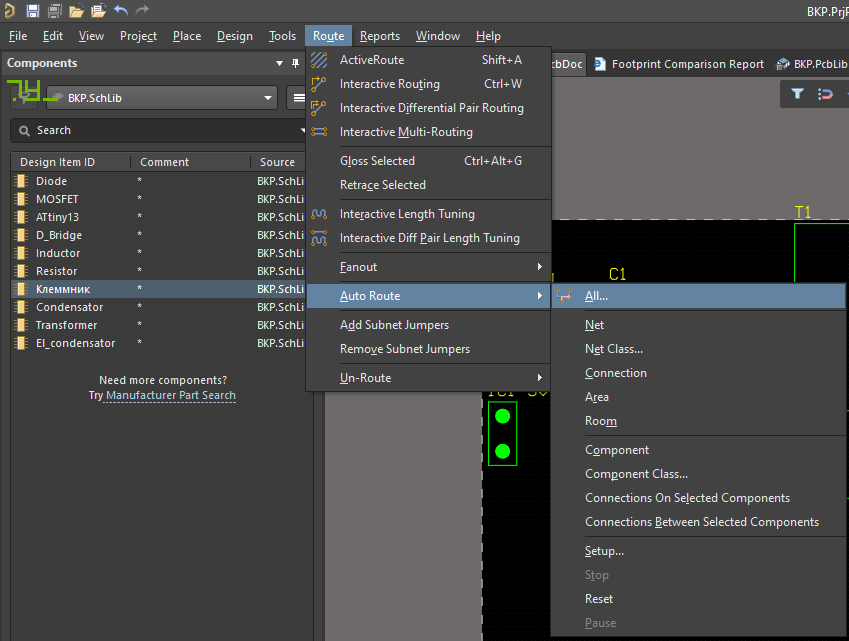 BKP.PrjP
File Edit View Project Place Design Tools Route Reports Window Help
Components
BKP.SchLib
Search
Design Item ID Comment Source
Diode * BKP.SchLi
MOSFET * BKP.SchLi
ATtiny13 * BKP.SchLi
D_Bridge * BKP.SchLi
Inductor * BKP.SchLi
Resistor * BKP.SchLi
Клеммник * BKP.SchLi
Condensator * BKP.SchLi
Transformer * BKP.SchLi
El_condensator * BKP.SchLi
Need more components?
Try Manufacturer Part Search
ActiveRoute Shift+A
Interactive Routing Ctrl+W
Interactive Differential Pair Routing
Interactive Multi-Routing
Gloss Selected Ctrl+Alt+G
Retrace Selected
Interactive Length Tuning
Interactive Diff Pair Length Tuning
Fanout
Auto Route
Add Subnet Jumpers
Remove Subnet Jumpers
Un-Route
cbDoc Footprint Comparison Report BKP.PcbLib
T1
C1
All...
Net
Net Class...
Connection
Area
Room
Component
Component Class...
Connections On Selected Components
Connections Between Selected Components
Setup...
Stop
Reset
Pause